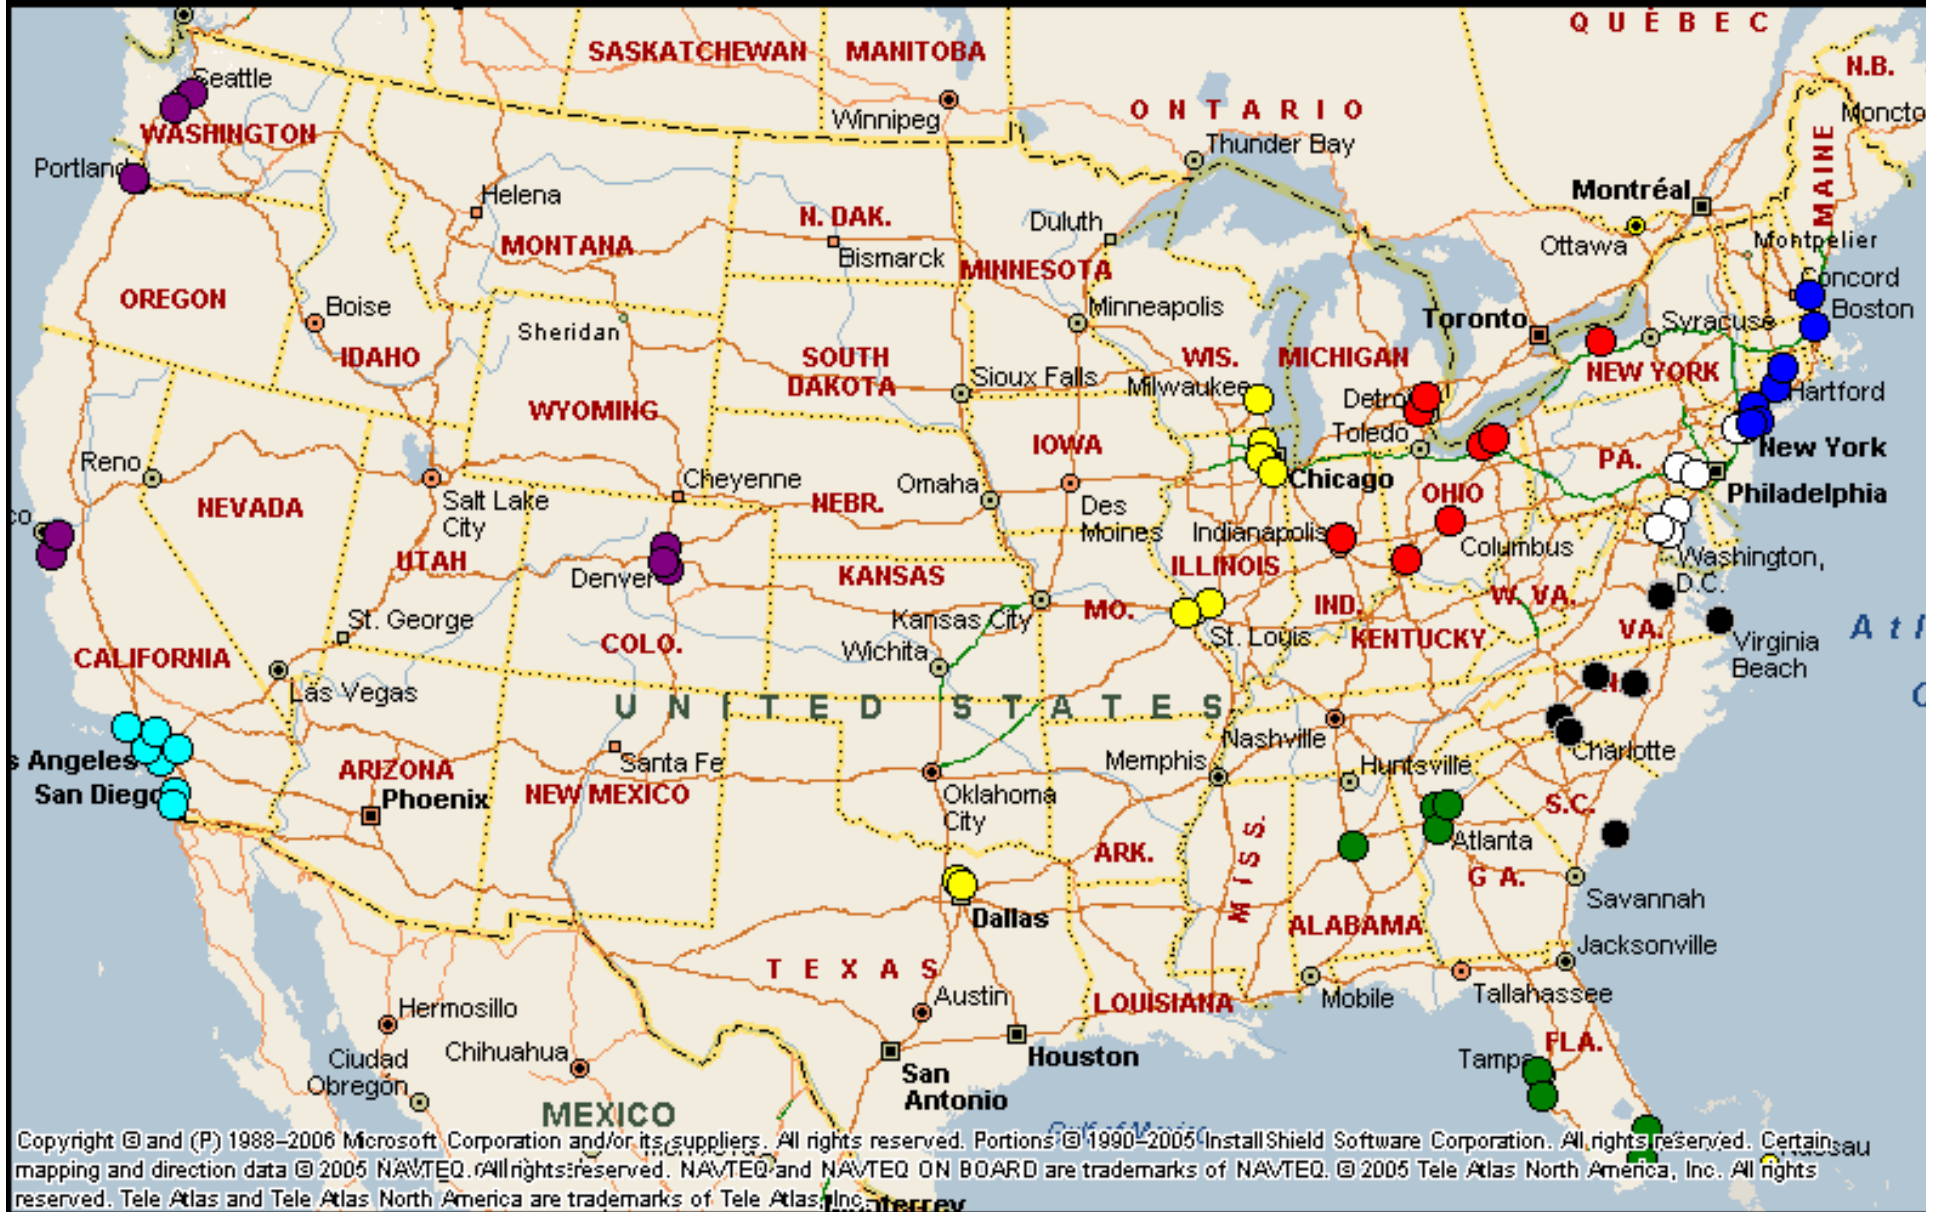 QUÉBEC
SASKATCHEWAN
MANITOBA
N.B.
Seattle
ONTARIO
Moncto
Winnipeg
WASHINGTON
Thunder Bay
MAINE
Portland
Montréal
Helena
N. DAK.
Duluth
Ottawa
Montpelier
MONTANA
Bismarck
MINNESOTA
Concord
OREGON
Boise
Sheridan
Minneapolis
Toronto
Syracuse
Boston
IDAHO
SOUTH
DAKOTA
WIS.
MICHIGAN
NEW YORK
Sioux Falls
Milwaukee
Detro
Hartford
WYOMING
IOWA
Toledo
New York
Reno
PA.
Cheyenne
Omaha
Chicago
OHIO
Philadelphia
NEVADA
Salt Lake
City
NEBR.
Des
Moines
Indianapolis
Columbus
co
UTAH
Denver
KANSAS
ILLINOIS
Washington,
D.C.
St. George
Kansas City
MO.
IND.
W. VA.
COLO.
Wichita
St. Louis
KENTUCKY
VA.
Virginia
Beach
CALIFORNIA
Las Vegas
UNITED STATES
N.
Nashville
Charlotte
s Angeles
ARIZONA
Santa Fe
Memphis
Huntsville
San Diego
Phoenix
NEW MEXICO
Oklahoma
City
S.C.
ARK.
MISS.
Atlanta
GA.
Savannah
Dallas
ALABAMA
Jacksonville
TEXAS
Austin
LOUISIANA
Mobile
Tallahassee
Hermosillo
Ciudad
Obregón
Chihuahua
Houston
FLA.
Tampa
San
Antonio
MEXICO
Gulf of Mexico
Nassau
Copyright © and (P) 1988–2006 Microsoft Corporation and/or its suppliers. All rights reserved. Portions © 1990–2005 InstallShield Software Corporation. All rights reserved. Certain
mapping and direction data © 2005 NAVTEQ. All rights reserved. NAVTEQ and NAVTEQ ON BOARD are trademarks of NAVTEQ. © 2005 Tele Atlas North America, Inc. All rights
reserved. Tele Atlas and Tele Atlas North America are trademarks of Tele Atlas, Inc.